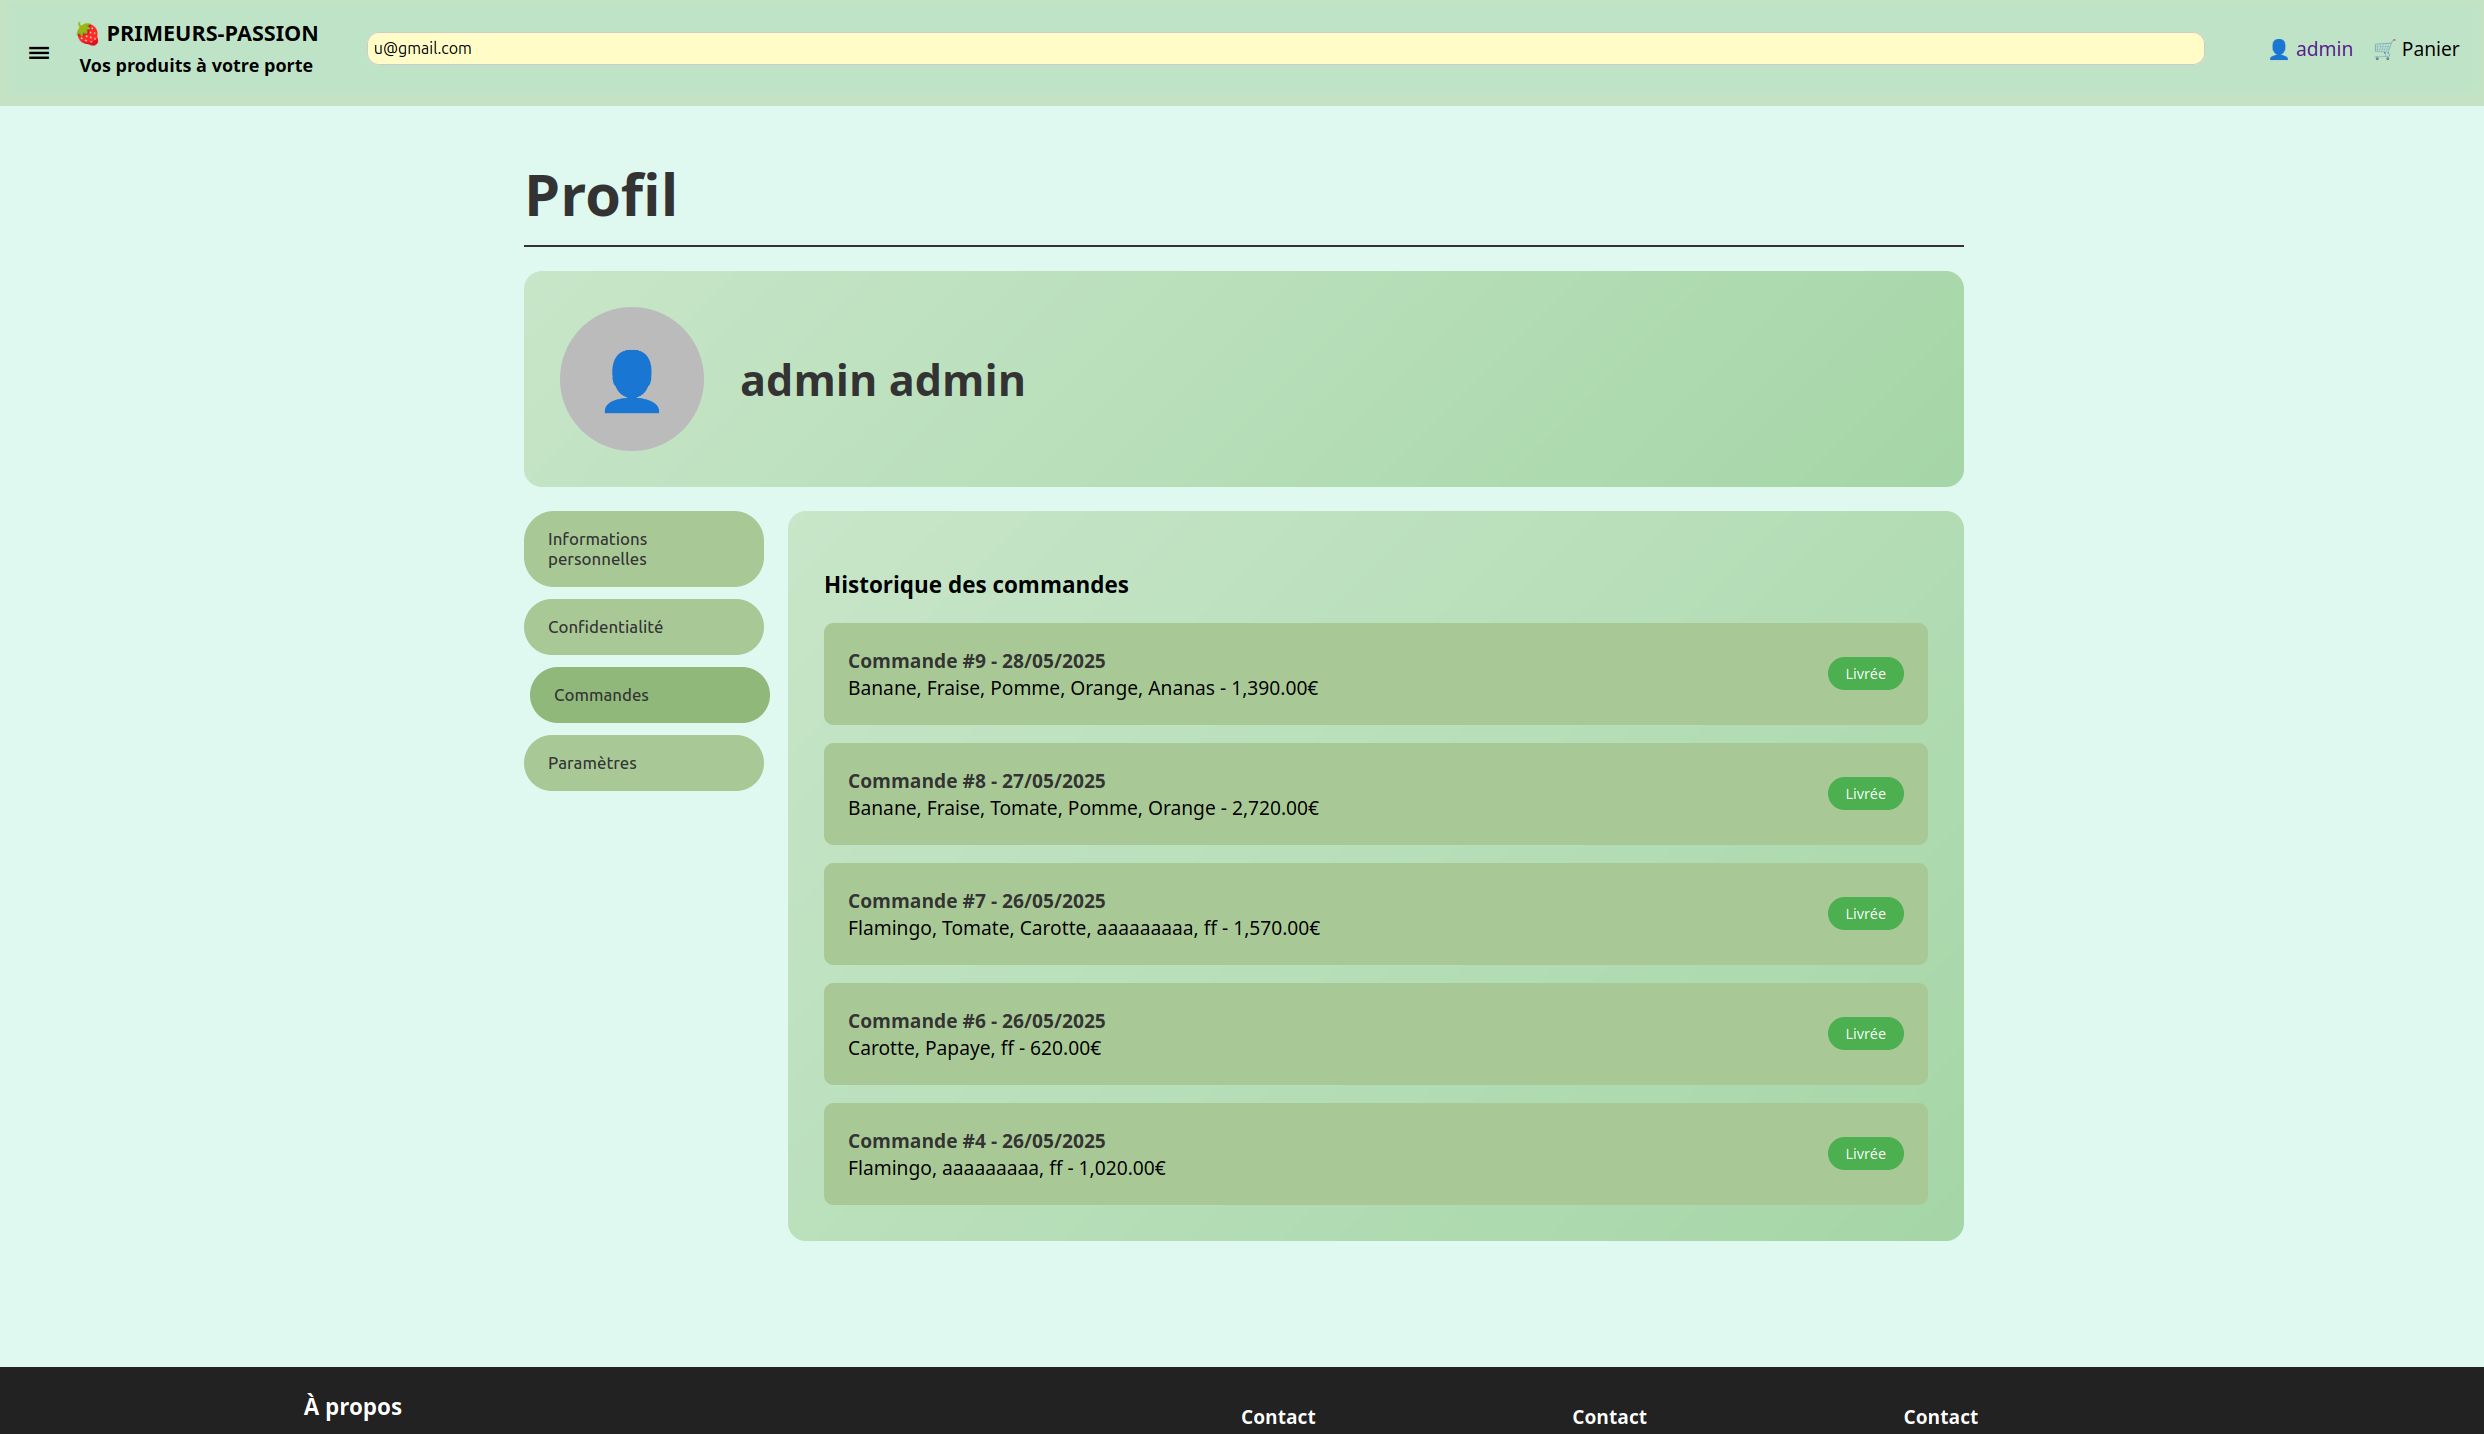 PRIMEURS-PASSION
Vos produits à votre porte
u@gmail.com
admin
Panier
Profil
admin admin
Informations
personnelles
Confidentialité
Commandes
Paramètres
Historique des commandes
Commande #9 - 28/05/2025
Banane, Fraise, Pomme, Orange, Ananas - 1,390.00€
Livrée
Commande #8 - 27/05/2025
Banane, Fraise, Tomate, Pomme, Orange - 2,720.00€
Livrée
Commande #7 - 26/05/2025
Flamingo, Tomate, Carotte, aaaaaaaaa, ff - 1,570.00€
Livrée
Commande #6 - 26/05/2025
Carotte, Papaye, ff - 620.00€
Livrée
Commande #4 - 26/05/2025
Flamingo, aaaaaaaaa, ff - 1,020.00€
Livrée
À propos
Contact
Contact
Contact